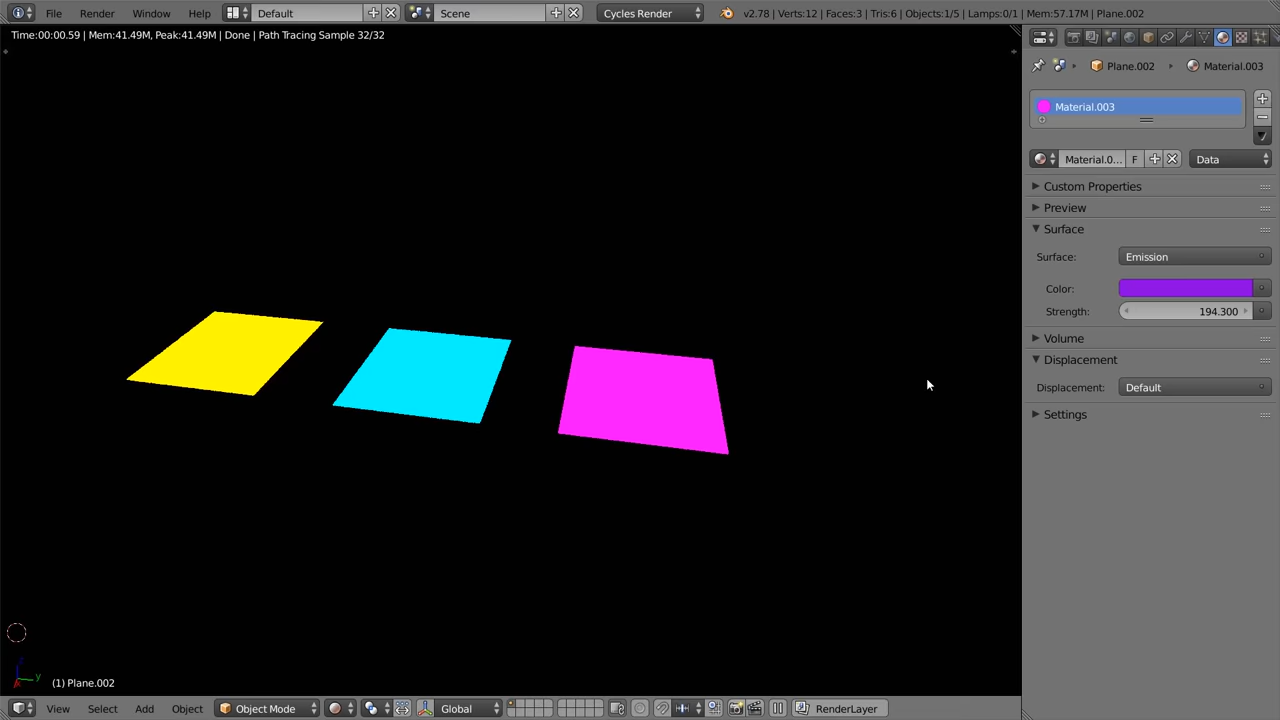 File Render Window Help Default Scene Cycles Render v2.78 | Verts:12 | Faces:3 | Tris:6 | Objects:1/5 | Lamps:0/1 | Mem:57.17M | Plane.002
Time:00:00.59 | Mem:41.49M, Peak:41.49M | Done | Path Tracing Sample 32/32
Plane.002 Material.003
Material.003
Material.0... F Data
Custom Properties
Preview
Surface
Surface: Emission
Color:
Strength: 194.300
Volume
Displacement
Displacement: Default
Settings
z
y
(1) Plane.002
View Select Add Object Object Mode Global RenderLayer